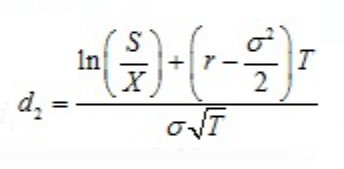 d₂ = (ln(S/X) + (r − σ²/2)T) / (σ√T)